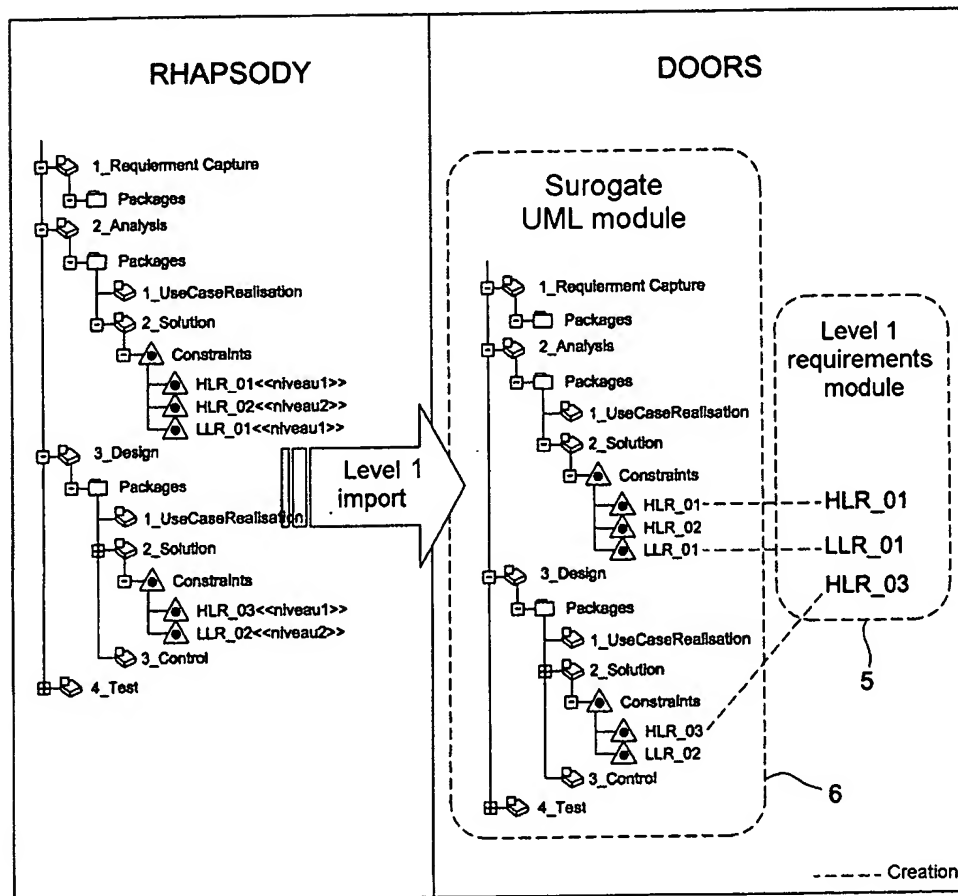 RHAPSODY
1_Requierment Capture
Packages
2_Analysis
Packages
1_UseCaseRealisation
2_Solution
Constraints
HLR_01<<niveau1>>
HLR_02<<niveau2>>
LLR_01<<niveau1>>
3_Design
Packages
1_UseCaseRealisation
2_Solution
Constraints
HLR_03<<niveau1>>
LLR_02<<niveau2>>
3_Control
4_Test
Level 1
import
DOORS
Surogate
UML module
1_Requierment Capture
Packages
2_Analysis
Packages
1_UseCaseRealisation
2_Solution
Constraints
HLR_01
HLR_02
LLR_01
3_Design
Packages
1_UseCaseRealisation
2_Solution
Constraints
HLR_03
LLR_02
3_Control
4_Test
Level 1
requirements
module
HLR_01
LLR_01
HLR_03
5
6
Creation